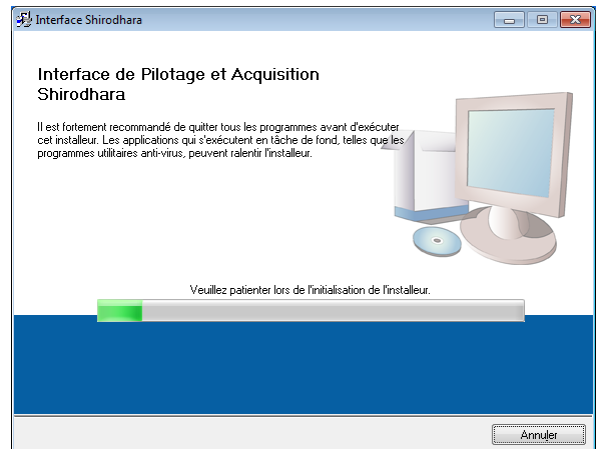 Interface Shirodhara
Interface de Pilotage et Acquisition
Shirodhara
Il est fortement recommandé de quitter tous les programmes avant d'exécuter
cet installeur. Les applications qui s'exécutent en tâche de fond, telles que les
programmes utilitaires anti-virus, peuvent ralentir l'installeur.
Veuillez patienter lors de l'initialisation de l'installeur.
Annuler